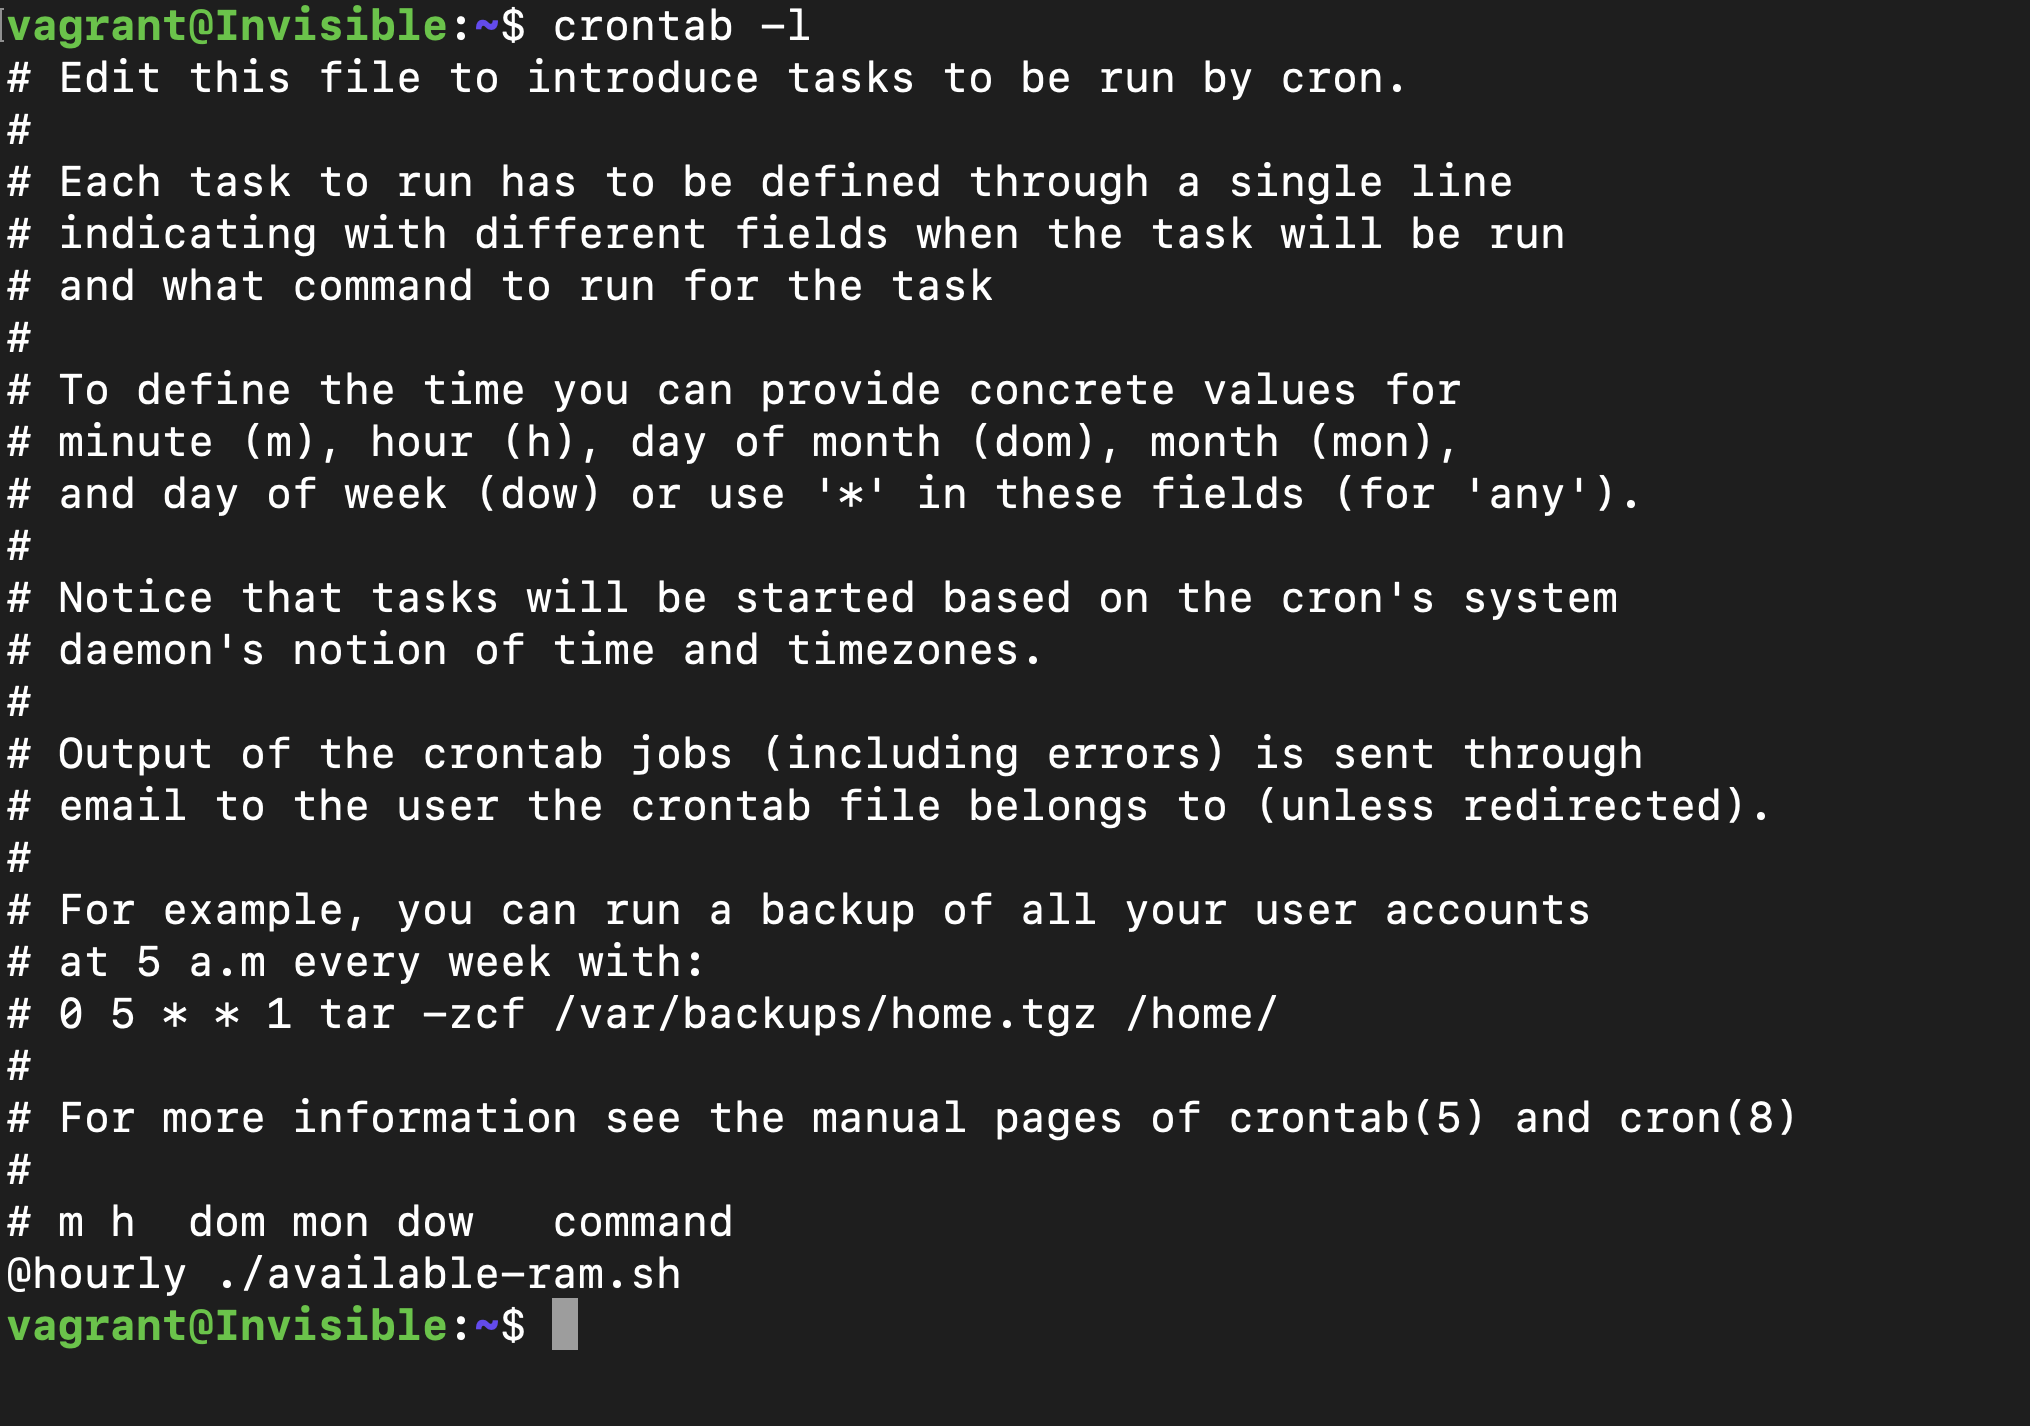 vagrant@Invisible:~$ crontab -l
# Edit this file to introduce tasks to be run by cron.
#
# Each task to run has to be defined through a single line
# indicating with different fields when the task will be run
# and what command to run for the task
#
# To define the time you can provide concrete values for
# minute (m), hour (h), day of month (dom), month (mon),
# and day of week (dow) or use '*' in these fields (for 'any').
#
# Notice that tasks will be started based on the cron's system
# daemon's notion of time and timezones.
#
# Output of the crontab jobs (including errors) is sent through
# email to the user the crontab file belongs to (unless redirected).
#
# For example, you can run a backup of all your user accounts
# at 5 a.m every week with:
# 0 5 * * 1 tar -zcf /var/backups/home.tgz /home/
#
# For more information see the manual pages of crontab(5) and cron(8)
#
# m h  dom mon dow   command
@hourly ./available-ram.sh
vagrant@Invisible:~$